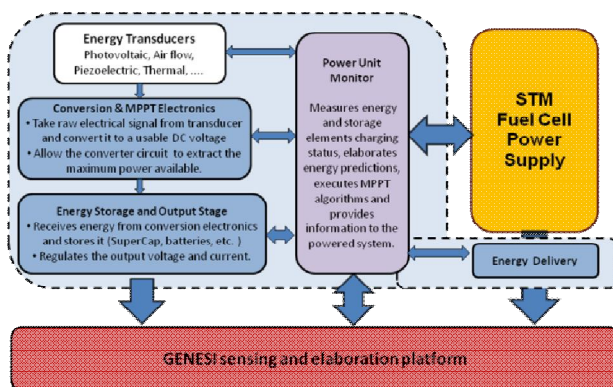 Energy Transducers
Photovoltaic, Air flow,
Piezoelectric, Thermal, ....
Conversion & MPPT Electronics
• Take raw electrical signal from transducer
and convert it to a usable DC voltage
• Allow the converter circuit to extract the
maximum power available.
Energy Storage and Output Stage
• Receives energy from conversion electronics
and stores it (SuperCap, batteries, etc. )
• Regulates the output voltage and current.
Power Unit
Monitor
Measures energy
and storage
elements charging
status, elaborates
energy predictions,
executes MPPT
algorithms and
provides
information to the
powered system.
STM
Fuel Cell
Power
Supply
Energy Delivery
GENESI sensing and elaboration platform